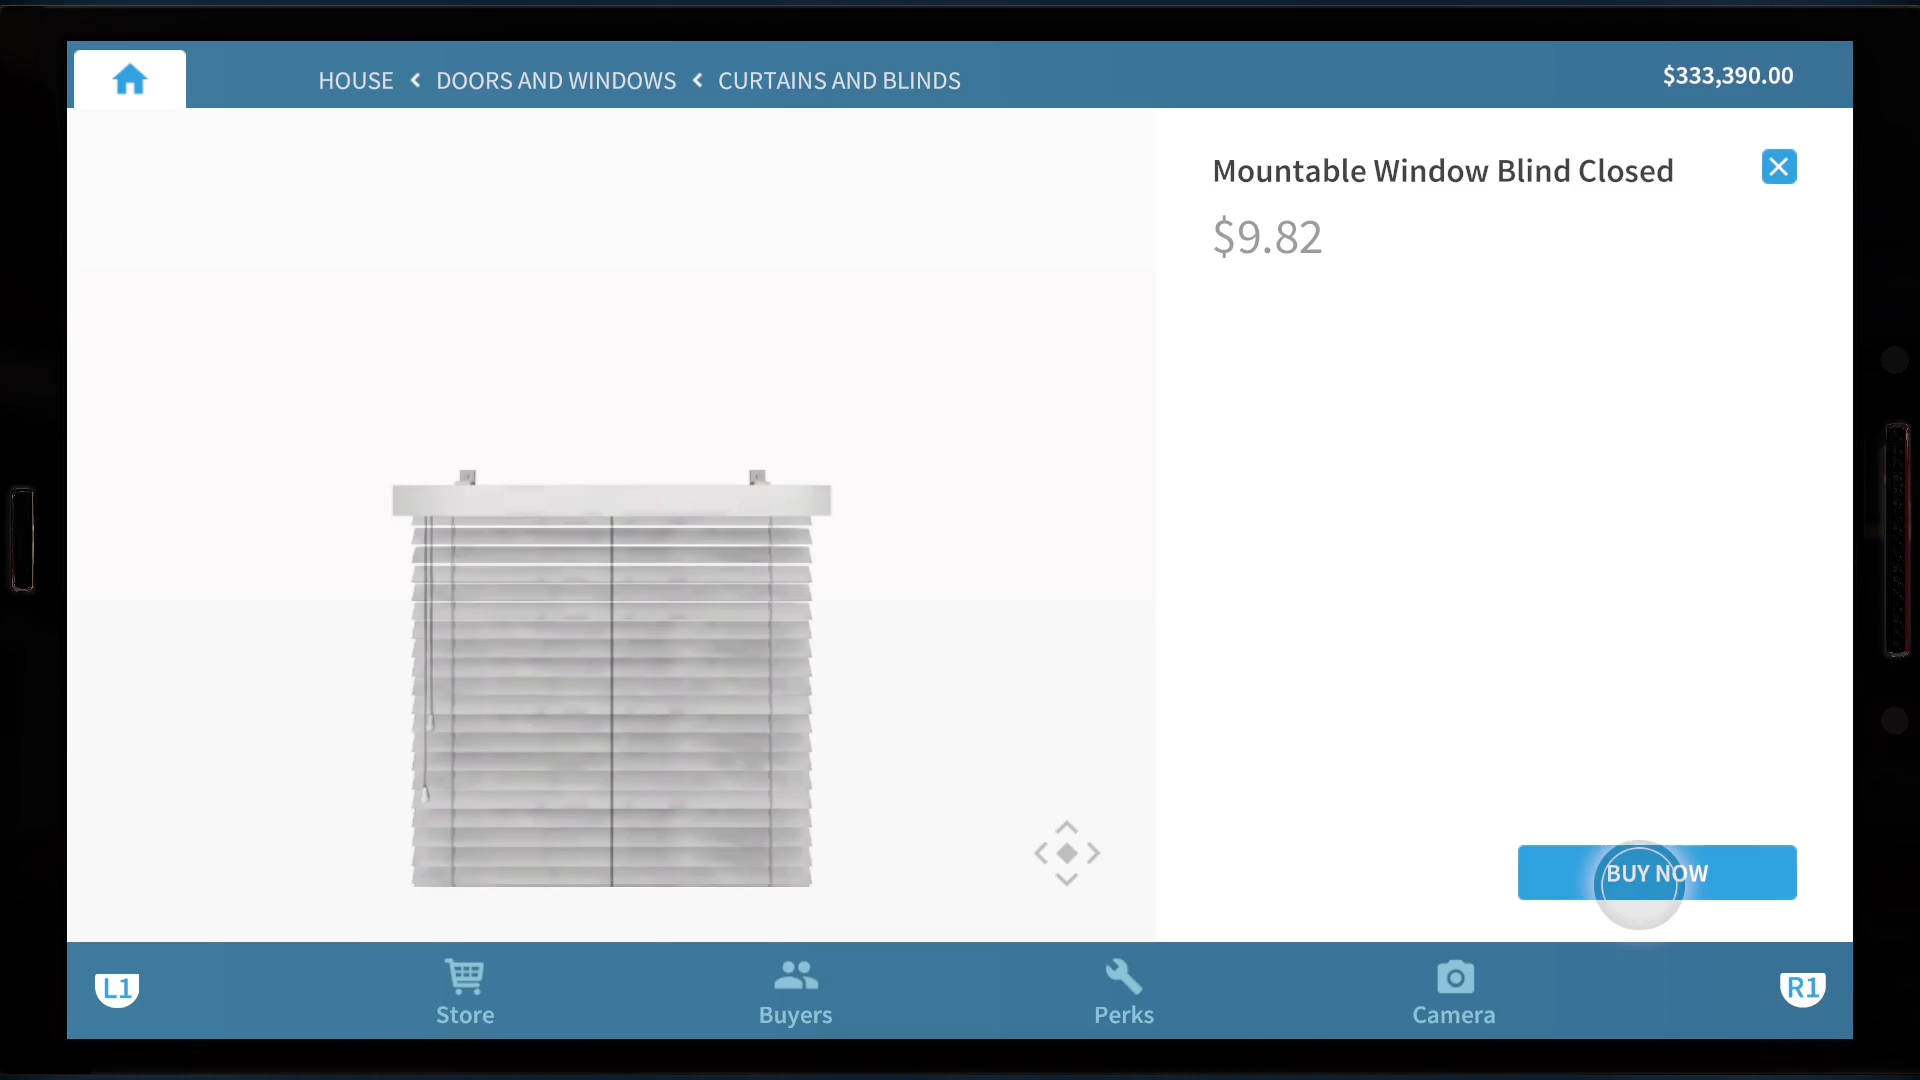 HOUSE < DOORS AND WINDOWS < CURTAINS AND BLINDS
$333,390.00
Mountable Window Blind Closed
$9.82
BUY NOW
L1
Store
Buyers
Perks
Camera
R1